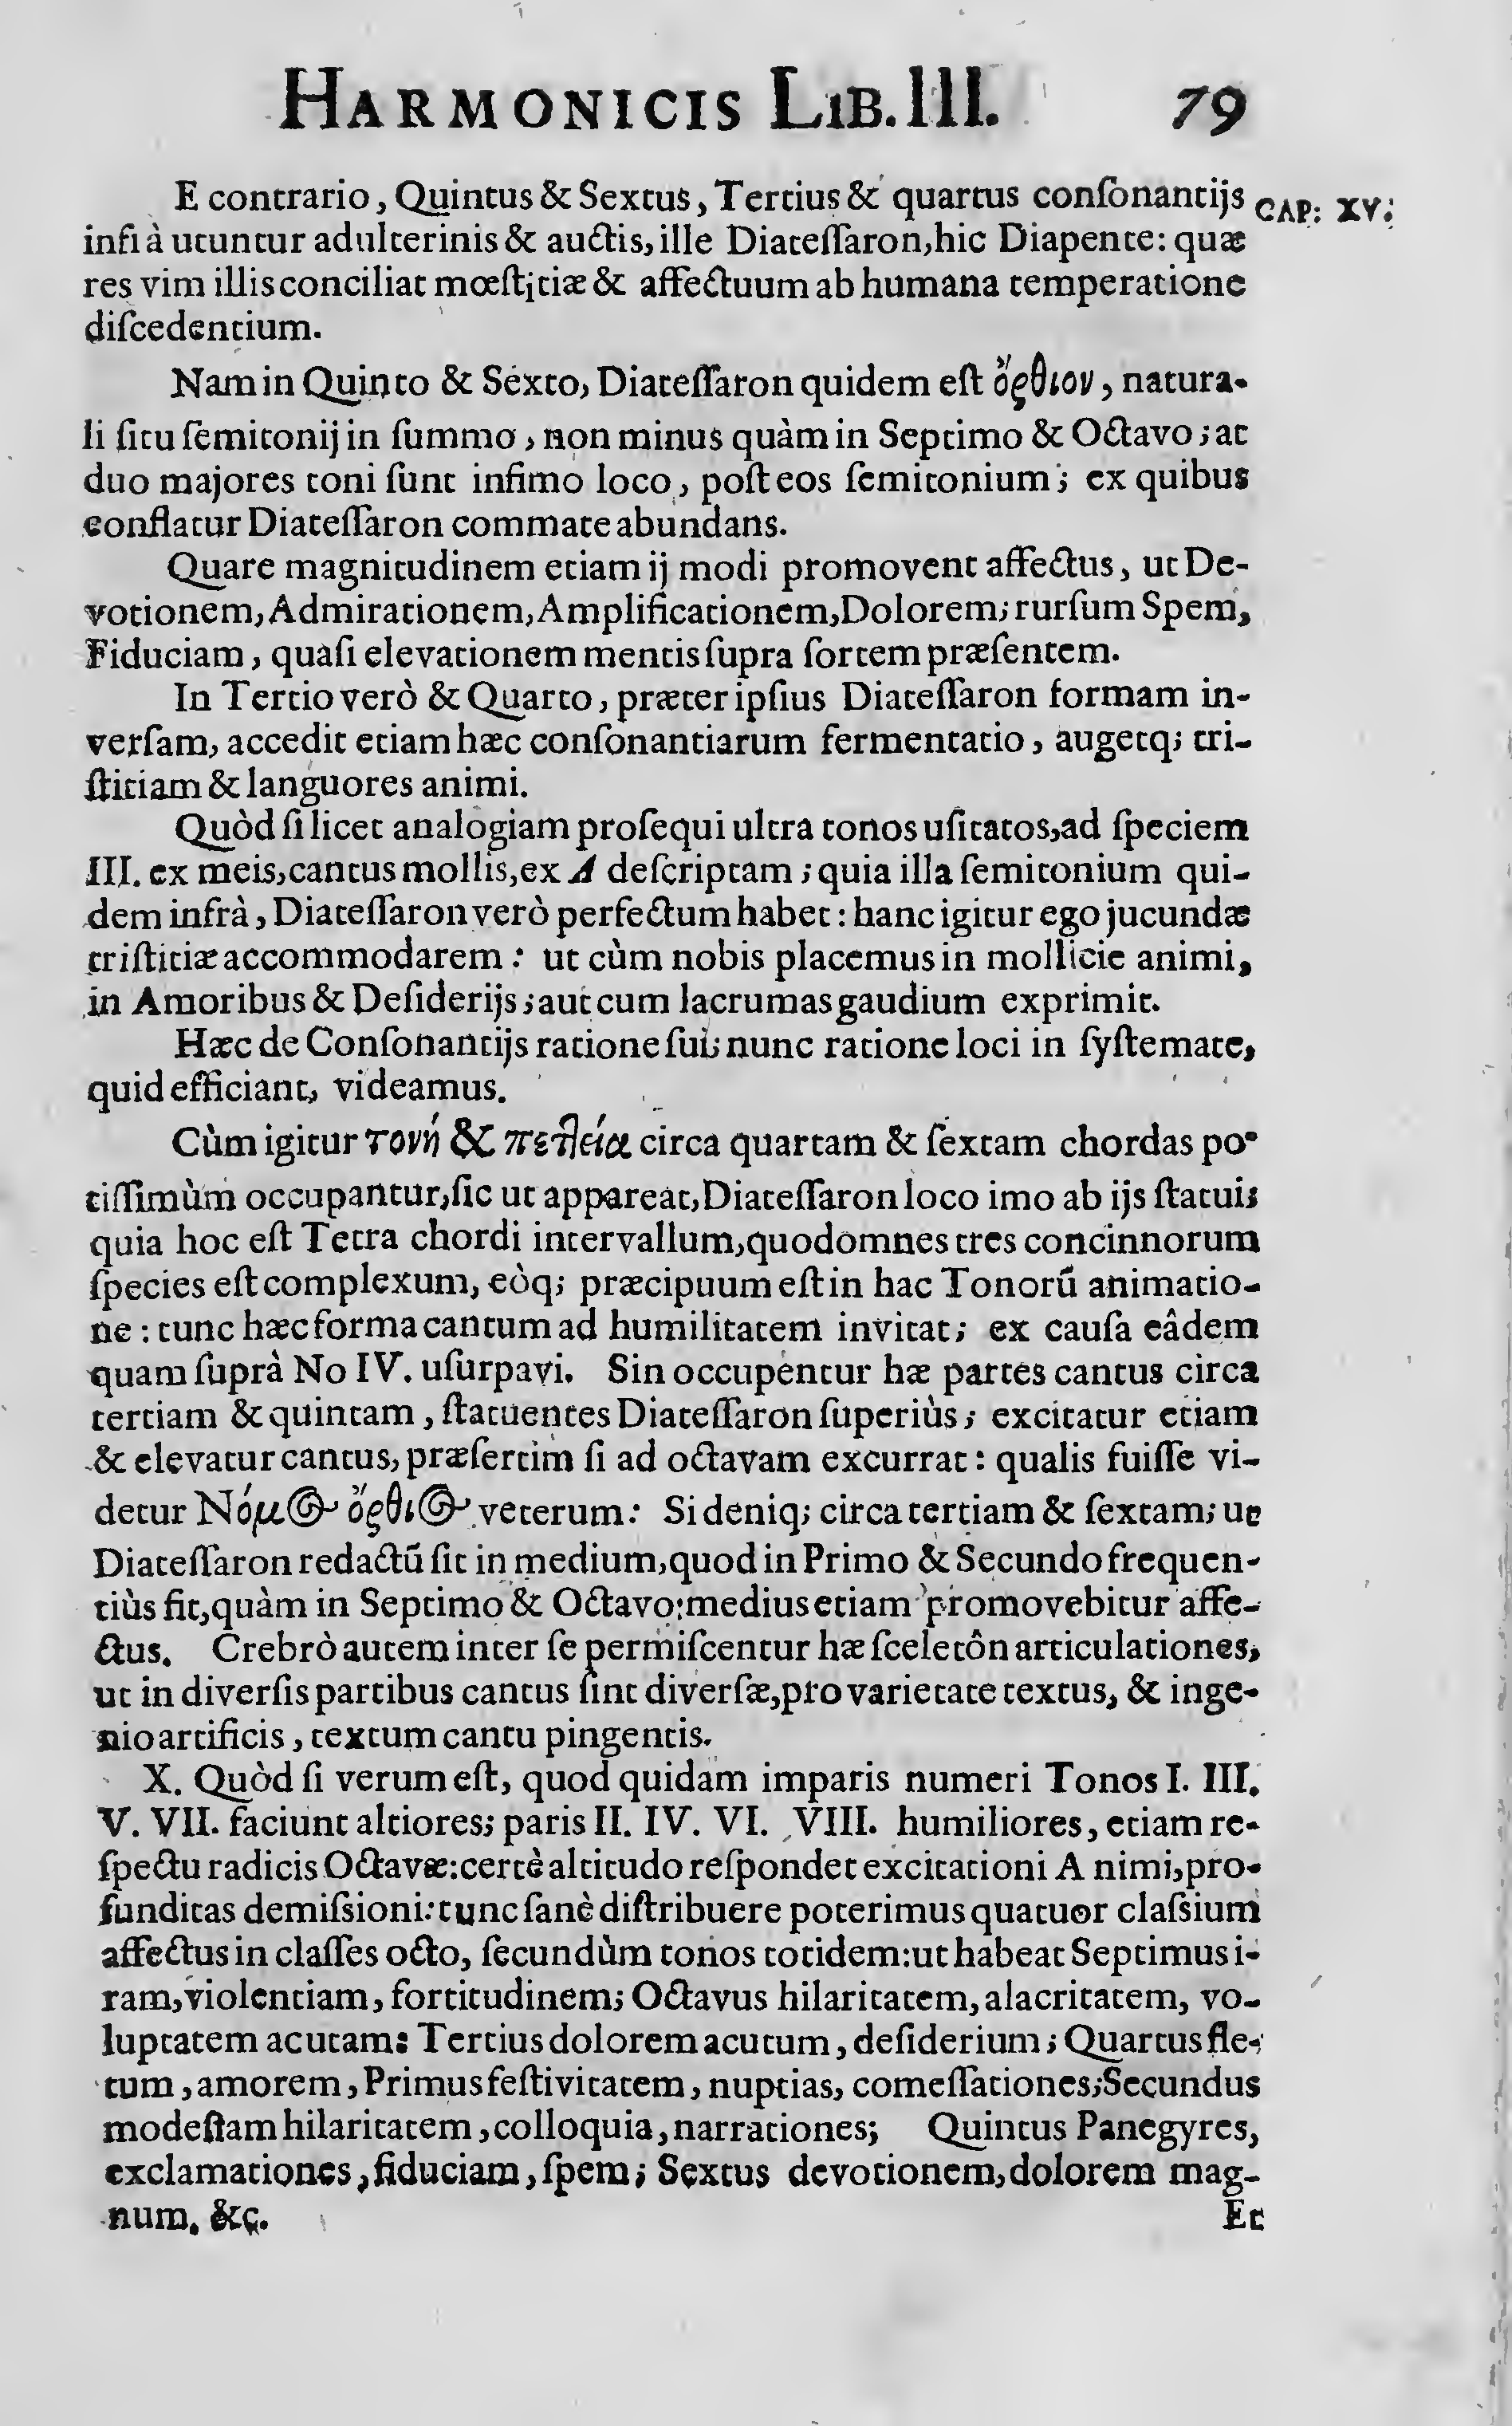 HARMONICIS LIB. III. 79
E contrario, Quintus & Sextus, Tertius & quartus conſonantijs
CAP: XV.
infi à utuntur adulterinis & auctis, ille Diateſſaron, hic Diapente: quæ
res vim illis conciliat mœſtitiæ & affectuum ab humana temperatione
diſcedentium.
Nam in Quinto & Sexto, Diateſſaron quidem eſt ὄρθιον, natura-
li ſitu ſemitonij in ſummo, non minus quàm in Septimo & Octavo; at
duo majores toni ſunt infimo loco, poſt eos ſemitonium; ex quibus
conflatur Diateſſaron commate abundans.
Quare magnitudinem etiam ij modi promovent affectus, ut De-
votionem, Admirationem, Amplificationem, Dolorem; rurſum Spem,
Fiduciam, quaſi elevationem mentis ſupra ſortem præſentem.
In Tertio verò & Quarto, præter ipſius Diateſſaron formam in-
verſam, accedit etiam hæc conſonantiarum fermentatio, augetq; tri-
ſtitiam & languores animi.
Quòd ſi licet analogiam proſequi ultra tonos uſitatos, ad ſpeciem
III. ex meis, cantus mollis, ex A deſcriptam; quia illa ſemitonium qui-
dem infrà, Diateſſaron verò perfectum habet: hanc igitur ego jucundæ
triſtitiæ accommodarem: ut cùm nobis placemus in mollicie animi,
in Amoribus & Deſiderijs; aut cum lacrumas gaudium exprimit.
Hæc de Conſonantijs ratione ſui; nunc ratione loci in ſyſtemate,
quid efficiant, videamus.
Cùm igitur τονή & πεττεία circa quartam & ſextam chordas po-
tiſſimùm occupantur, ſic ut appareat, Diateſſaron loco imo ab ijs ſtatui;
quia hoc eſt Tetra chordi intervallum, quod omnes tres concinnorum
ſpecies eſt complexum, eòq; præcipuum eſt in hac Tonorũ animatio-
ne: tunc hæc forma cantum ad humilitatem invitat; ex cauſa eâdem
quam ſuprà No IV. uſurpavi. Sin occupentur hæ partes cantus circa
tertiam & quintam, ſtatuentes Diateſſaron ſuperiùs; excitatur etiam
& elevatur cantus, præſertim ſi ad octavam excurrat: qualis fuiſſe vi-
detur Νόμος ὄρθιος veterum: Si deniq; circa tertiam & ſextam; ut
Diateſſaron redactũ ſit in medium, quod in Primo & Secundo frequen-
tiùs fit, quàm in Septimo & Octavo: medius etiam promovebitur affe-
ctus. Crebrò autem inter ſe permiſcentur hæ ſceletôn articulationes,
ut in diverſis partibus cantus ſint diverſæ, pro varietate textus, & inge-
nio artificis, textum cantu pingentis.
X. Quòd ſi verum eſt, quod quidam imparis numeri Tonos I. III.
V. VII. faciunt altiores; paris II. IV. VI. VIII. humiliores, etiam re-
ſpectu radicis Octavæ: certè altitudo reſpondet excitationi A nimi, pro-
funditas demiſsioni: tunc ſanè diſtribuere poterimus quatuor claſsium
affectus in claſſes octo, ſecundùm tonos totidem: ut habeat Septimus i-
ram, violentiam, fortitudinem; Octavus hilaritatem, alacritatem, vo-
luptatem acutam: Tertius dolorem acutum, deſiderium; Quartus fle-
tum, amorem, Primus feſtivitatem, nuptias, comeſſationes; Secundus
modeſtam hilaritatem, colloquia, narrationes; Quintus Panegyres,
exclamationes, fiduciam, ſpem; Sextus devotionem, dolorem mag-
num, &c.
Et